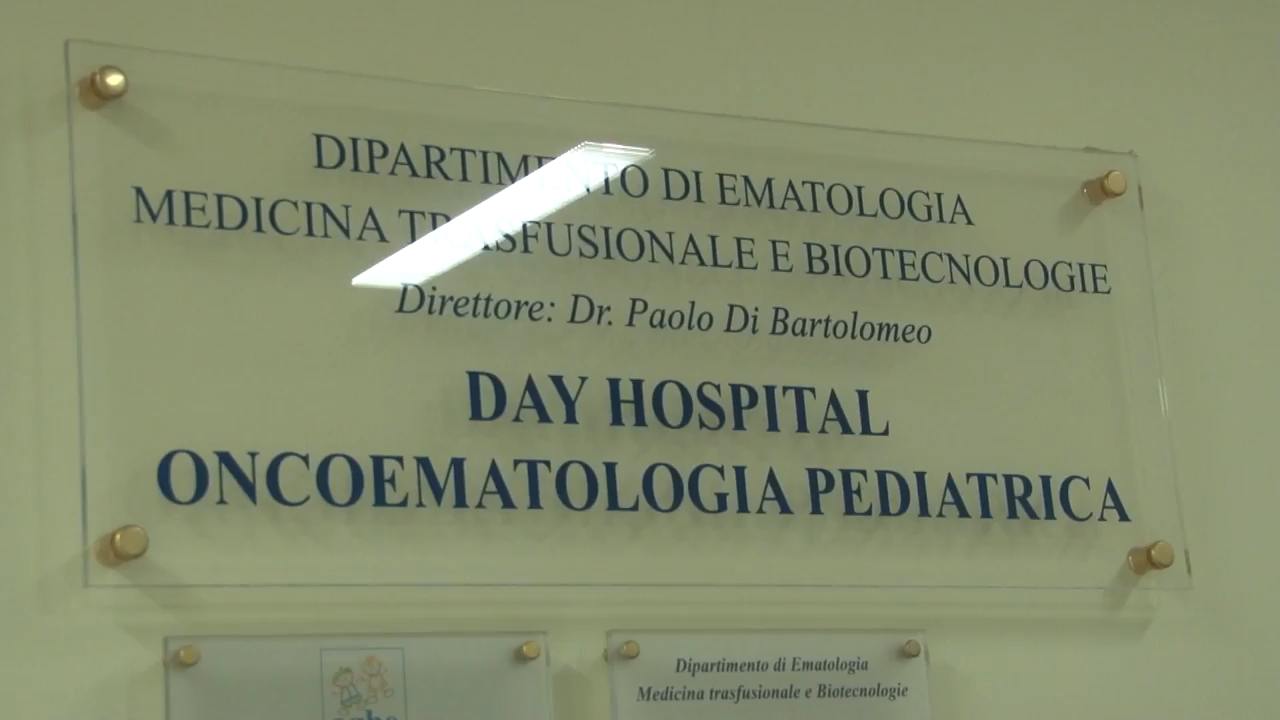 DIPARTIMENTO DI EMATOLOGIA
MEDICINA TRASFUSIONALE E BIOTECNOLOGIE
Direttore: Dr. Paolo Di Bartolomeo
DAY HOSPITAL
ONCOEMATOLOGIA PEDIATRICA
Dipartimento di Ematologia
Medicina trasfusionale e Biotecnologie